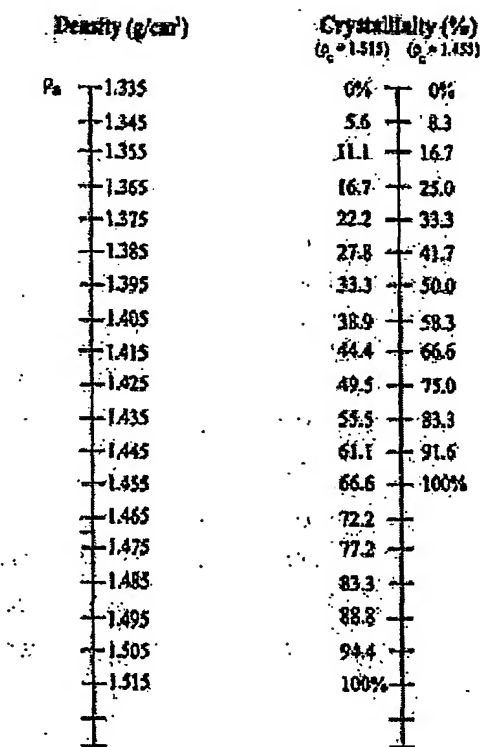 Density (g/cm³) Crystallinity (%)
(ρc = 1.515) (ρc = 1.453)
ρa 1.335 0% 0%
1.345 5.6 8.3
1.355 11.1 16.7
1.365 16.7 25.0
1.375 22.2 33.3
1.385 27.8 41.7
1.395 33.3 50.0
1.405 38.9 58.3
1.415 44.4 66.6
1.425 49.5 75.0
1.435 55.5 83.3
1.445 61.1 91.6
1.455 66.6 100%
1.465 72.2
1.475 77.2
1.485 83.3
1.495 88.8
1.505 94.4
1.515 100%